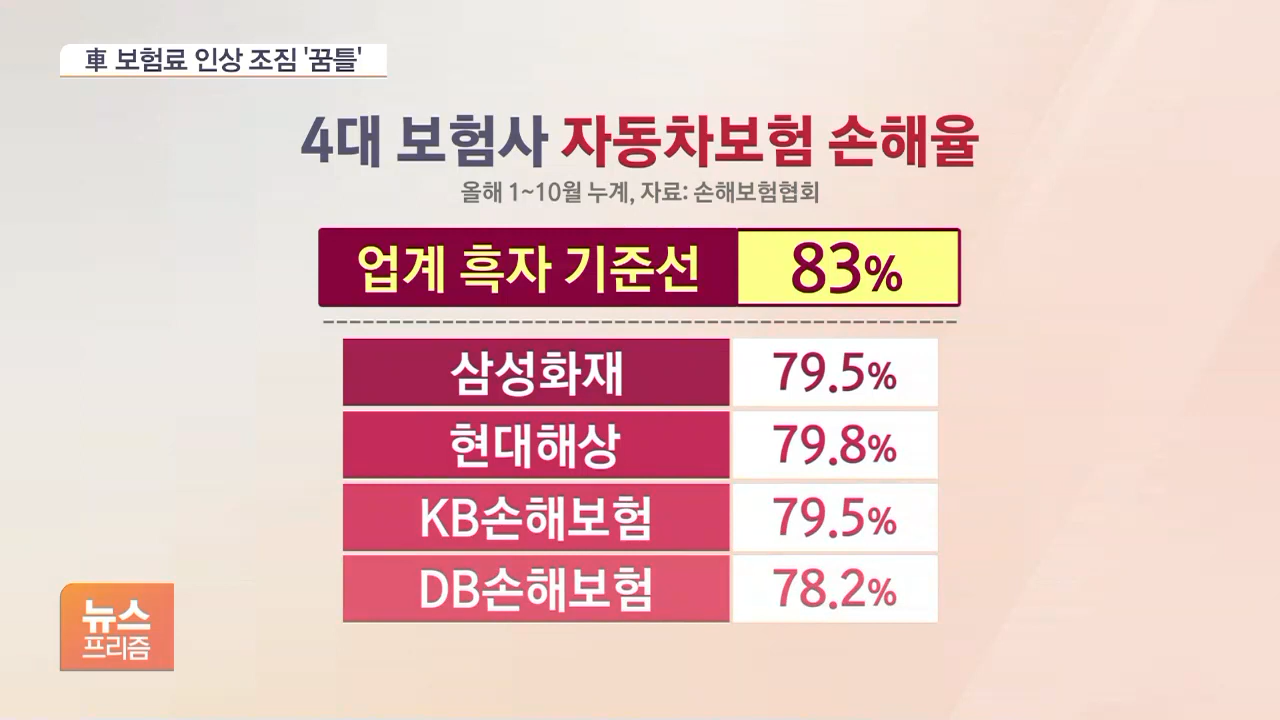 車 보험료 인상 조짐 '꿈틀'
4대 보험사 자동차보험 손해율
올해 1~10월 누계, 자료: 손해보험협회
업계 흑자 기준선 83%
삼성화재 79.5%
현대해상 79.8%
KB손해보험 79.5%
DB손해보험 78.2%
뉴스
프리즘